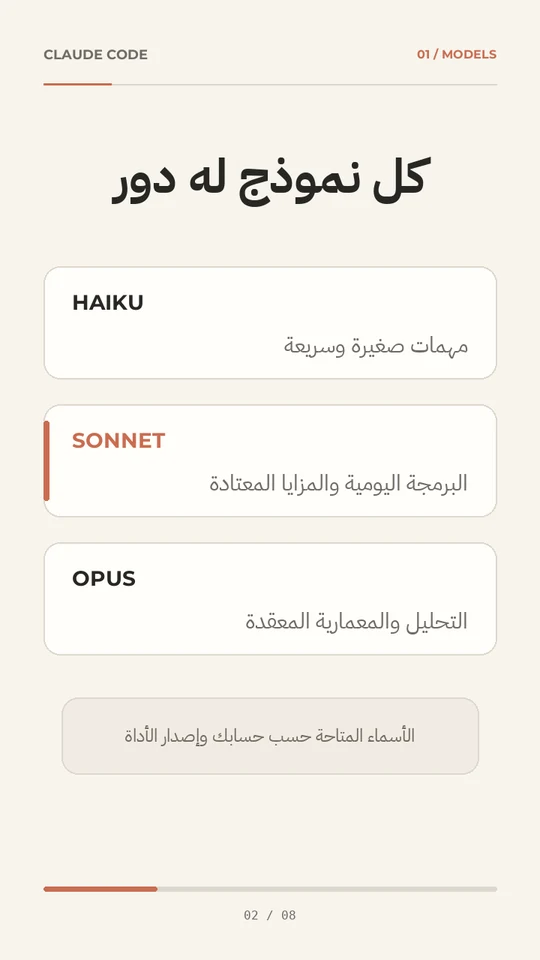 CLAUDE CODE
01 / MODELS
كل نموذج له دور
HAIKU
مهمات صغيرة وسريعة
SONNET
البرمجة اليومية والمزايا المعتادة
OPUS
التحليل والمعمارية المعقدة
الأسماء المتاحة حسب حسابك وإصدار الأداة
02 / 08